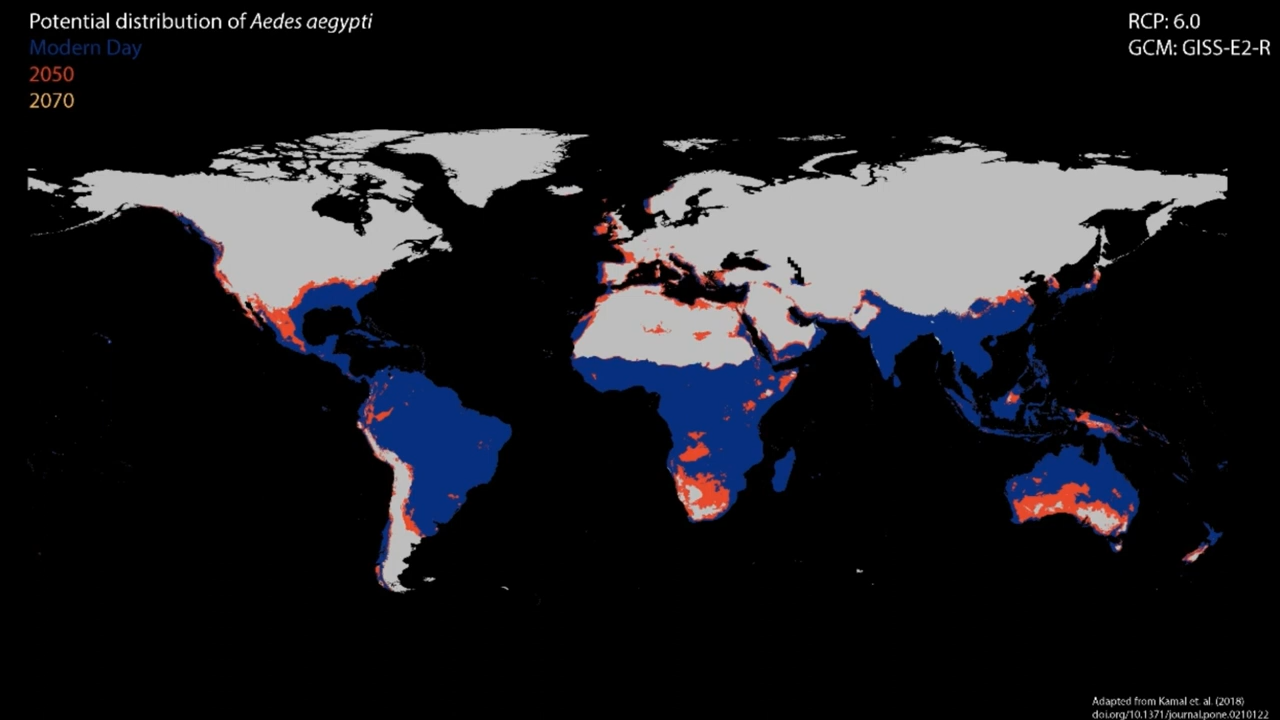 Potential distribution of Aedes aegypti
Modern Day
2050
2070
RCP: 6.0
GCM: GISS-E2-R
Adapted from Kamal et. al. (2018)
doi.org/10.1371/journal.pone.0210122